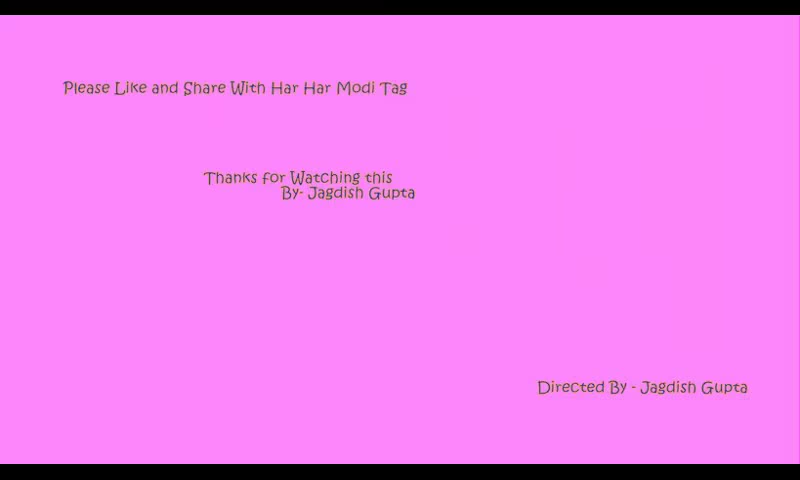 Please Like and Share With Har Har Modi Tag
Thanks for Watching this
By- Jagdish Gupta
Directed By - Jagdish Gupta